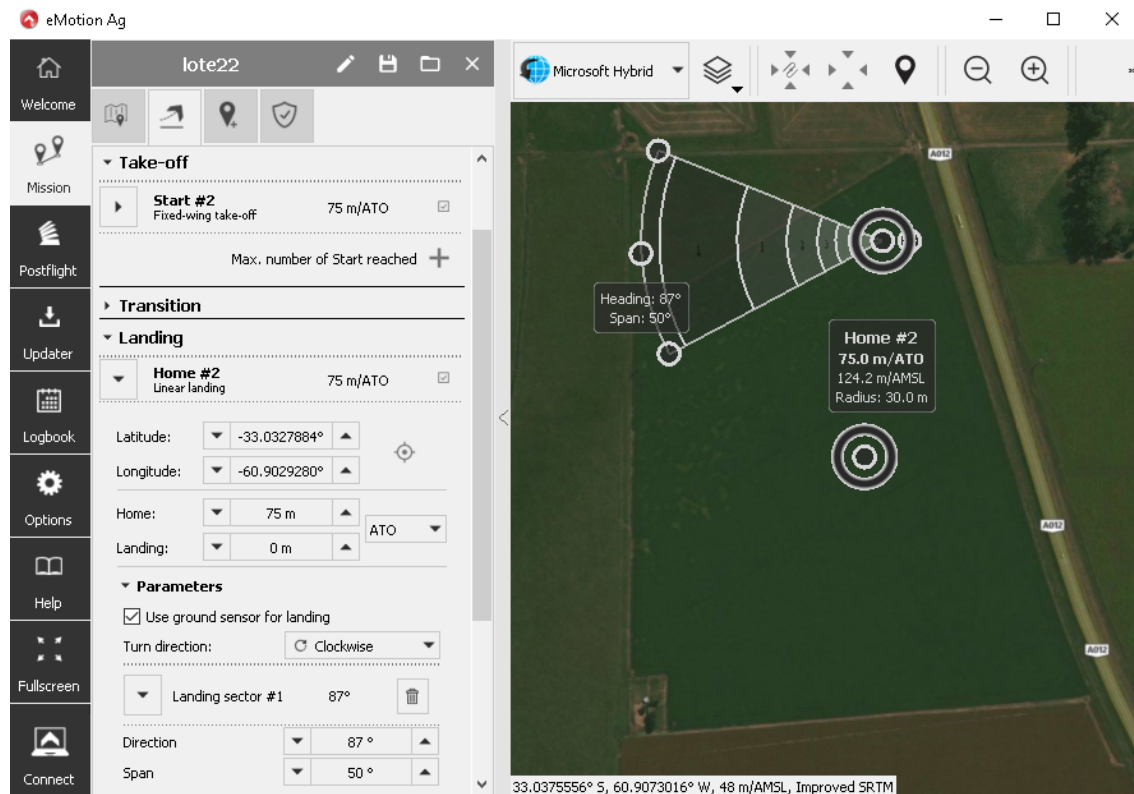 eMotion Ag
Welcome
Mission
Postflight
Updater
Logbook
Options
Help
Fullscreen
Connect
lote22
Take-off
Start #2
Fixed-wing take-off
75 m/ATO
Max. number of Start reached
Transition
Landing
Home #2
Linear landing
75 m/ATO
Latitude: -33.0327884°
Longitude: -60.9029280°
Home: 75 m
ATO
Landing: 0 m
Parameters
Use ground sensor for landing
Turn direction: Clockwise
Landing sector #1 87°
Direction 87 °
Span 50 °
Microsoft Hybrid
A012
Heading: 87°
Span: 50°
Home #2
75.0 m/ATO
124.2 m/AMSL
Radius: 30.0 m
A012
A012
33.0375556° S, 60.9073016° W, 48 m/AMSL, Improved SRTM